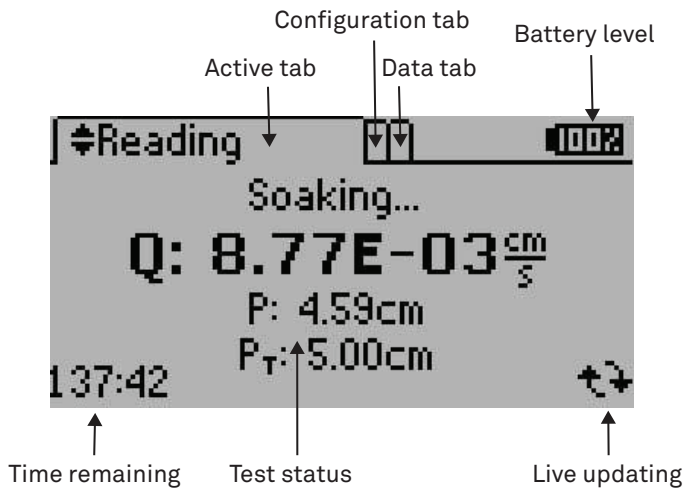 Configuration tab
Battery level
Active tab
Data tab
Reading
100%
Soaking...
Q: 8.77E-03 cm/s
P: 4.59cm
PT: 5.00cm
137:42
Time remaining
Test status
Live updating